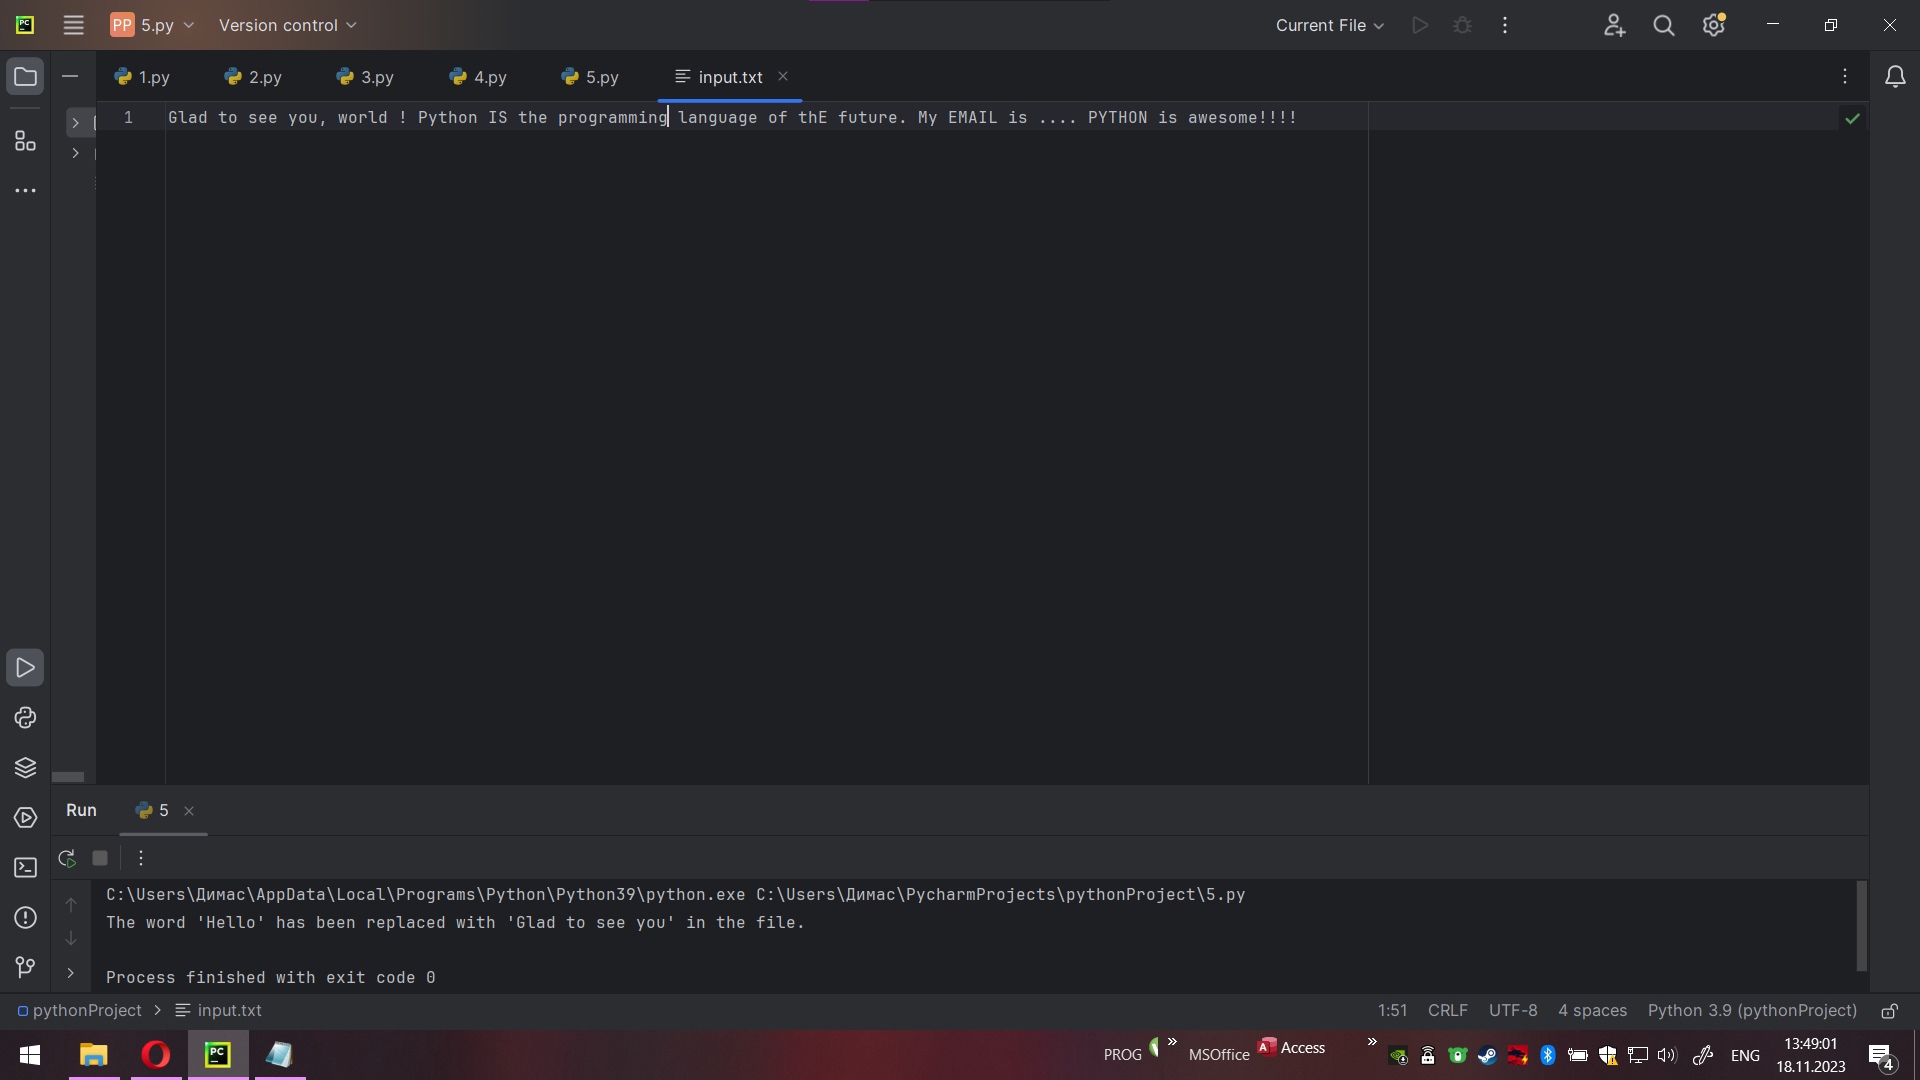 PC PP 5.py Version control Current File
1.py 2.py 3.py 4.py 5.py input.txt
1 Glad to see you, world ! Python IS the programming language of thE future. My EMAIL is .... PYTHON is awesome!!!!
Run 5
C:\Users\Димас\AppData\Local\Programs\Python\Python39\python.exe C:\Users\Димас\PycharmProjects\pythonProject\5.py
The word 'Hello' has been replaced with 'Glad to see you' in the file.
Process finished with exit code 0
pythonProject > input.txt 1:51 CRLF UTF-8 4 spaces Python 3.9 (pythonProject)
PC PROG » MSOffice A Access » ENG 13:49:01
18.11.2023 4